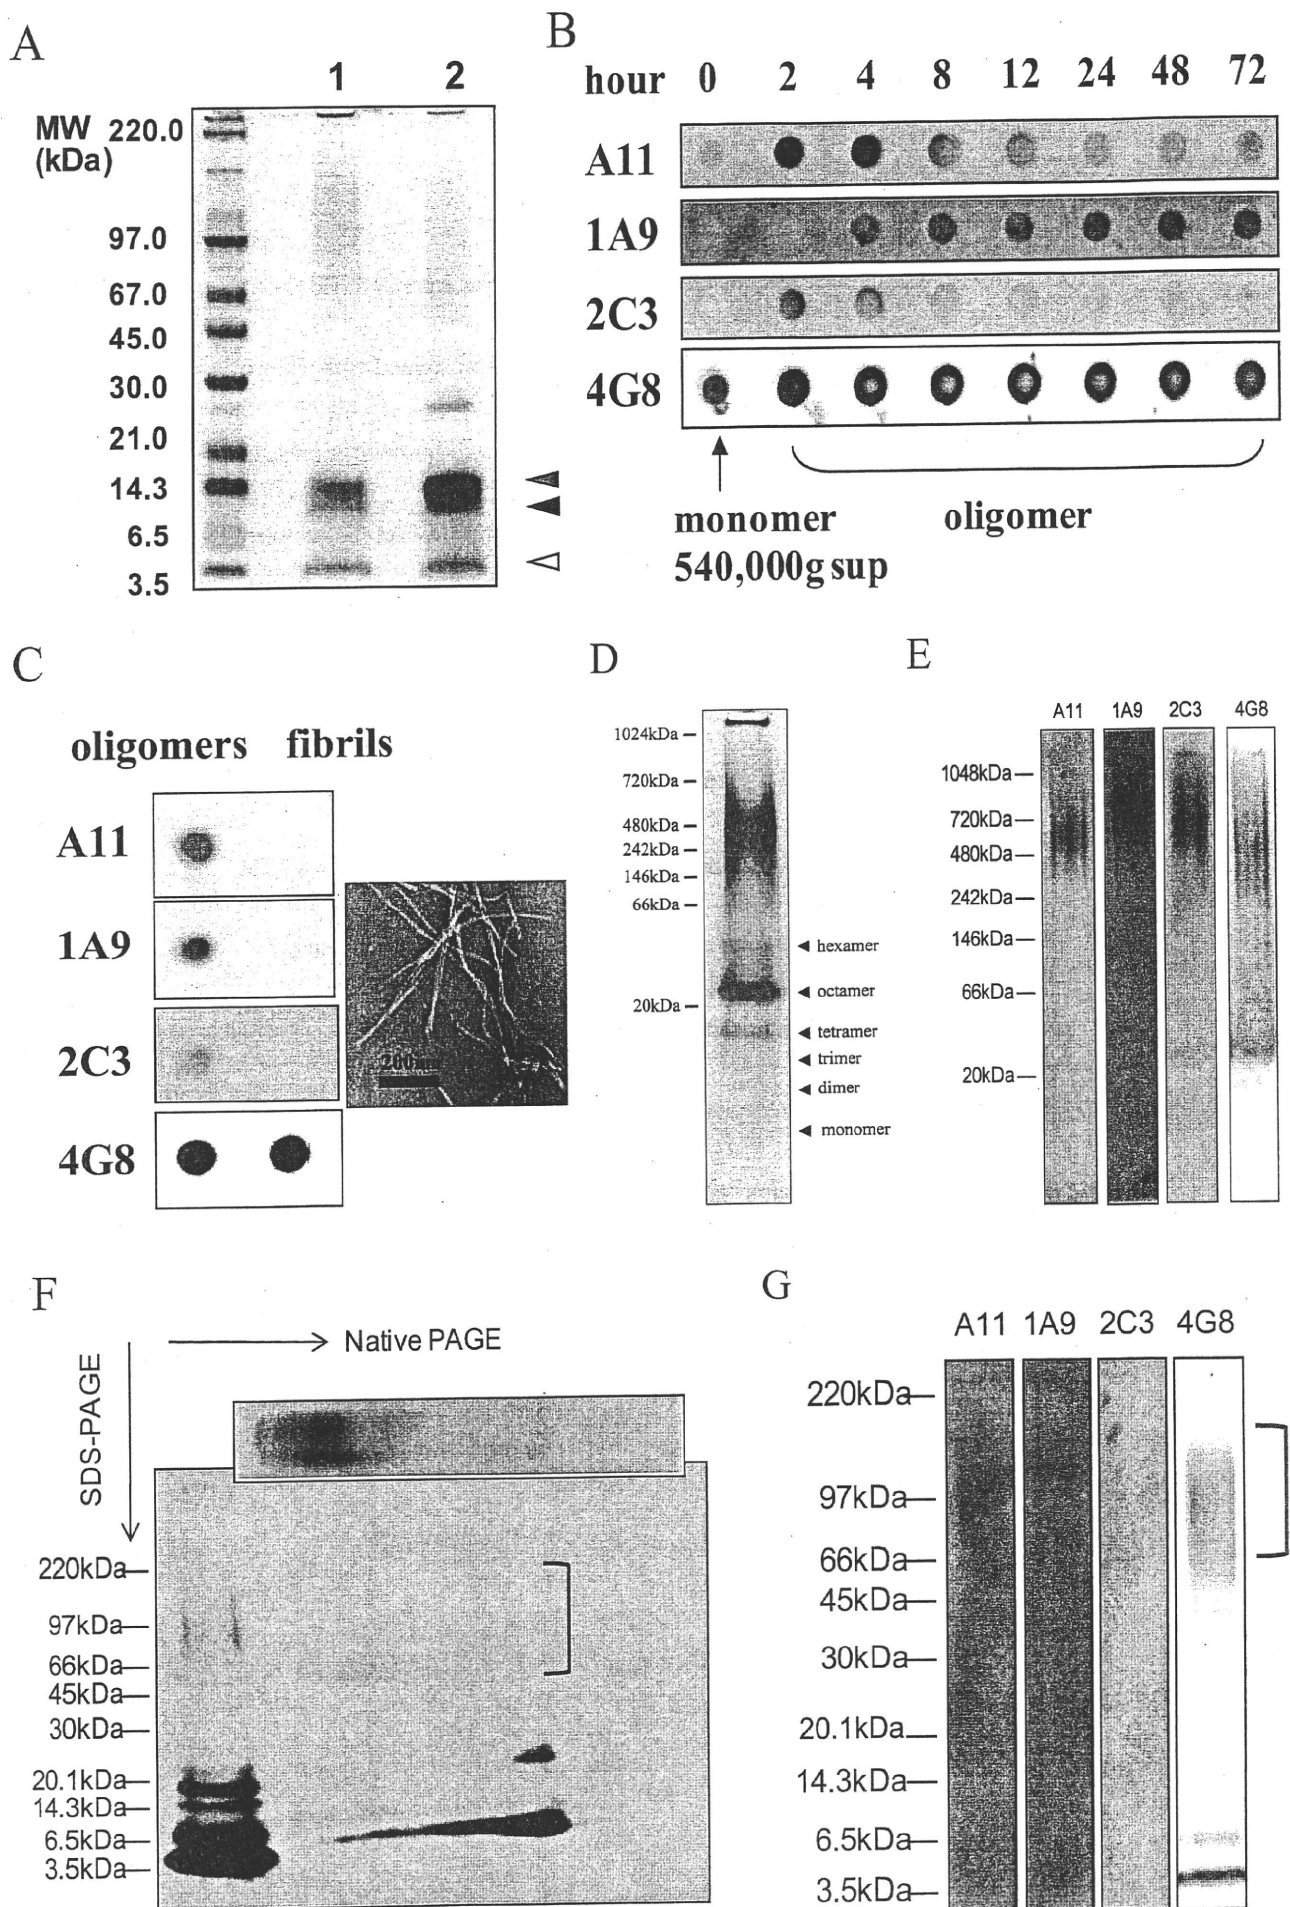 A
1 2
MW 220.0
(kDa)
97.0
67.0
45.0
30.0
21.0
14.3
6.5
3.5
B
hour 0 2 4 8 12 24 48 72
A11
1A9
2C3
4G8
monomer oligomer
540,000g sup
C
oligomers fibrils
A11
1A9
2C3
4G8
D
1024kDa
720kDa
480kDa
242kDa
146kDa
66kDa
hexamer
octamer
20kDa
tetramer
trimer
dimer
monomer
E
A11 1A9 2C3 4G8
1048kDa
720kDa
480kDa
242kDa
146kDa
66kDa
20kDa
F
Native PAGE
SDS-PAGE
220kDa
97kDa
66kDa
45kDa
30kDa
20.1kDa
14.3kDa
6.5kDa
3.5kDa
G
A11 1A9 2C3 4G8
220kDa
97kDa
66kDa
45kDa
30kDa
20.1kDa
14.3kDa
6.5kDa
3.5kDa